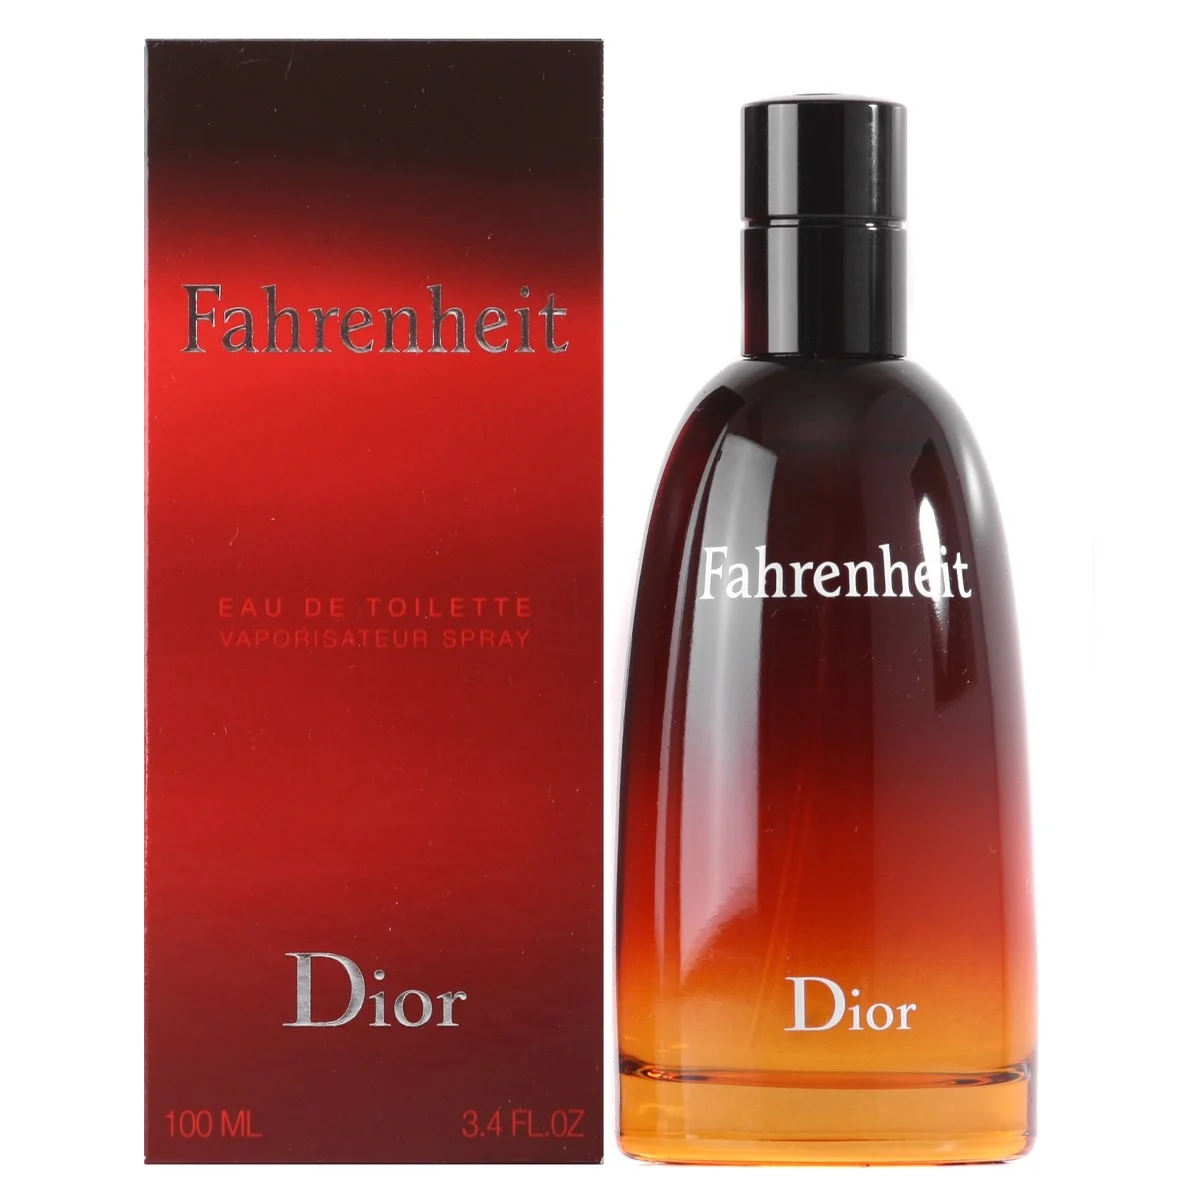 Fahrenheit
EAU DE TOILETTE
VAPORISATEUR SPRAY
Dior
100 ML 3.4 FL.OZ
Fahrenheit
Dior